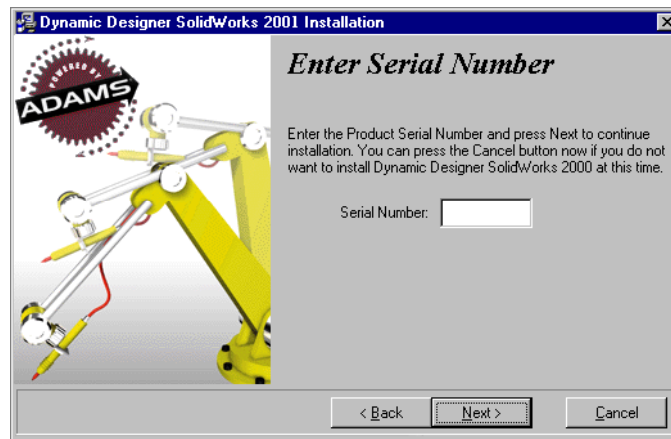 Dynamic Designer SolidWorks 2001 Installation
POWERED BY
ADAMS
Enter Serial Number
Enter the Product Serial Number and press Next to continue
installation. You can press the Cancel button now if you do not
want to install Dynamic Designer SolidWorks 2000 at this time.
Serial Number:
< Back
Next >
Cancel